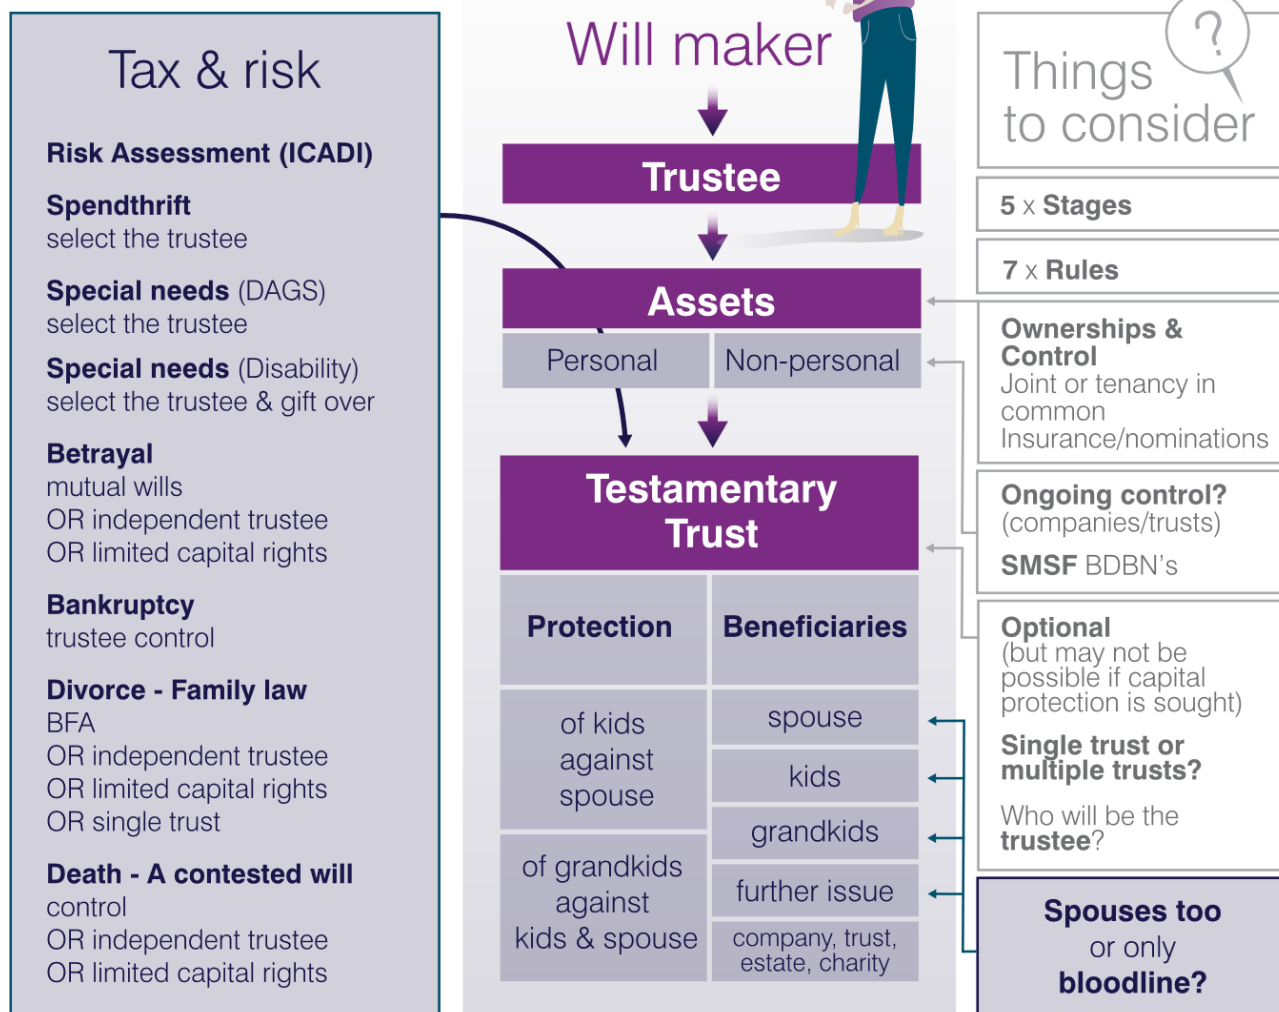 Tax & risk
Risk Assessment (ICADI)
Spendthrift
select the trustee
Special needs (DAGS)
select the trustee
Special needs (Disability)
select the trustee & gift over
Betrayal
mutual wills
OR independent trustee
OR limited capital rights
Bankruptcy
trustee control
Divorce - Family law
BFA
OR independent trustee
OR limited capital rights
OR single trust
Death - A contested will
control
OR independent trustee
OR limited capital rights
Will maker
Trustee
Assets
Personal
Non-personal
Testamentary
Trust
Protection
Beneficiaries
of kids
against
spouse
of grandkids
against
kids & spouse
spouse
kids
grandkids
further issue
company, trust,
estate, charity
?
Things
to consider
5 x Stages
7 x Rules
Ownerships &
Control
Joint or tenancy in
common
Insurance/nominations
Ongoing control?
(companies/trusts)
SMSF BDBN's
Optional
(but may not be
possible if capital
protection is sought)
Single trust or
multiple trusts?
Who will be the
trustee?
Spouses too
or only
bloodline?